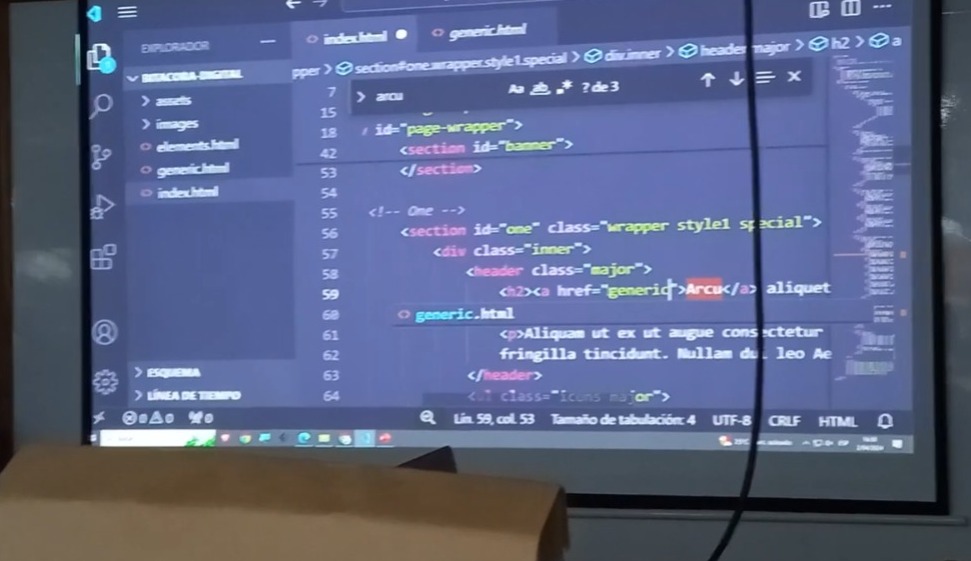 index.html
generic.html
EXPLORADOR
BITACORA-DIGITAL
assets
images
elements.html
generic.html
index.html
ESQUEMA
LÍNEA DE TIEMPO
pper > section#one.wrapper.style1.special > div.inner > header.major > h2 > a
> arcu Aa ab .* ? de 3
7
15
18 id="page-wrapper">
42 <section id="banner">
53 </section>
54
55 <!-- One -->
56 <section id="one" class="wrapper style1 special">
57 <div class="inner">
58 <header class="major">
59 <h2><a href="generic">Arcu</a> aliquet
60 generic.html
61 <p>Aliquam ut ex ut augue consectetur
62 fringilla tincidunt. Nullam dui leo Ae
63 </header>
64 <ul class="icons major">
0 0 0 Lín. 59, col. 53 Tamaño de tabulación: 4 UTF-8 CRLF HTML